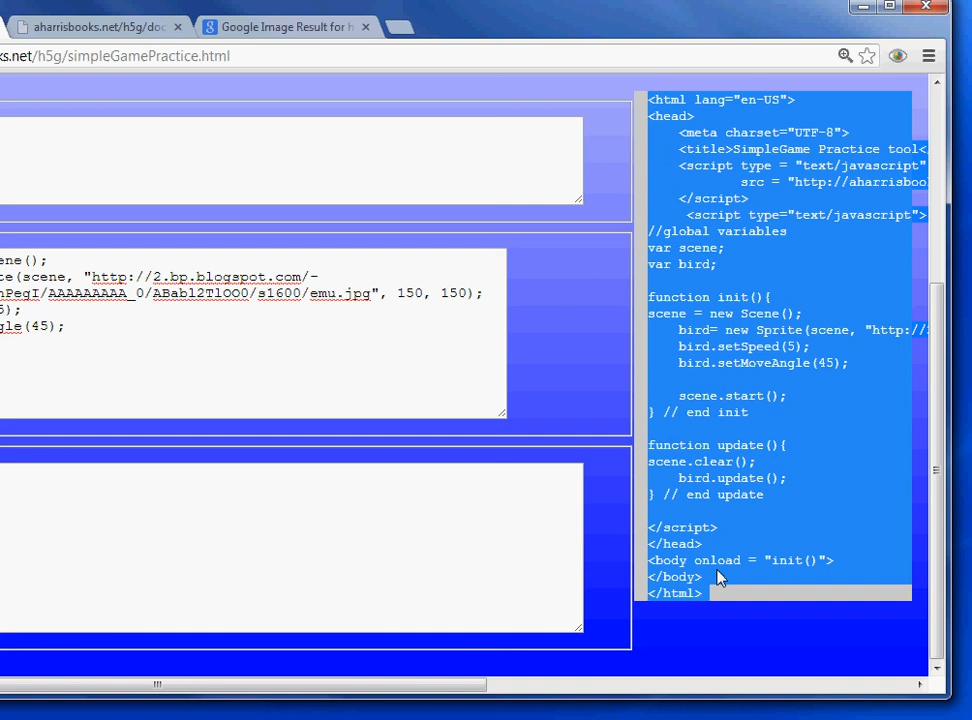 aharrisbooks.net/h5g/doc
Google Image Result for h
ks.net/h5g/simpleGamePractice.html
ene();
te(scene, "http://2.bp.blogspot.com/-
nPegI/AAAAAAAAA_0/ABabl2TlOO0/s1600/emu.jpg", 150, 150);
5);
gle(45);
<html lang="en-US">
<head>
<meta charset="UTF-8">
<title>SimpleGame Practice tool<
<script type = "text/javascript"
src = "http://aharrisboo
</script>
<script type="text/javascript">
//global variables
var scene;
var bird;
function init(){
scene = new Scene();
bird= new Sprite(scene, "http://
bird.setSpeed(5);
bird.setMoveAngle(45);
scene.start();
} // end init
function update(){
scene.clear();
bird.update();
} // end update
</script>
</head>
<body onload = "init()">
</body>
</html>